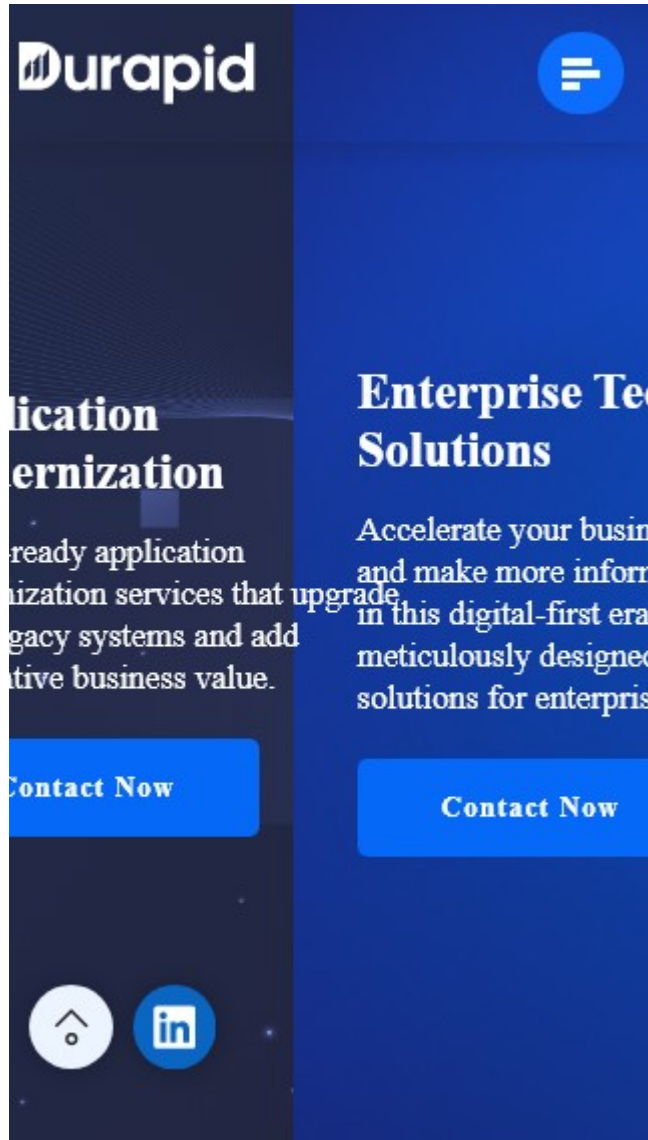 Durapid
lication
ernization
ready application
nization services that upgrade
gacy systems and add
tive business value.
Contact Now
Enterprise Tec
Solutions
Accelerate your busin
and make more inform
in this digital-first era
meticulously designed
solutions for enterpris
Contact Now
in